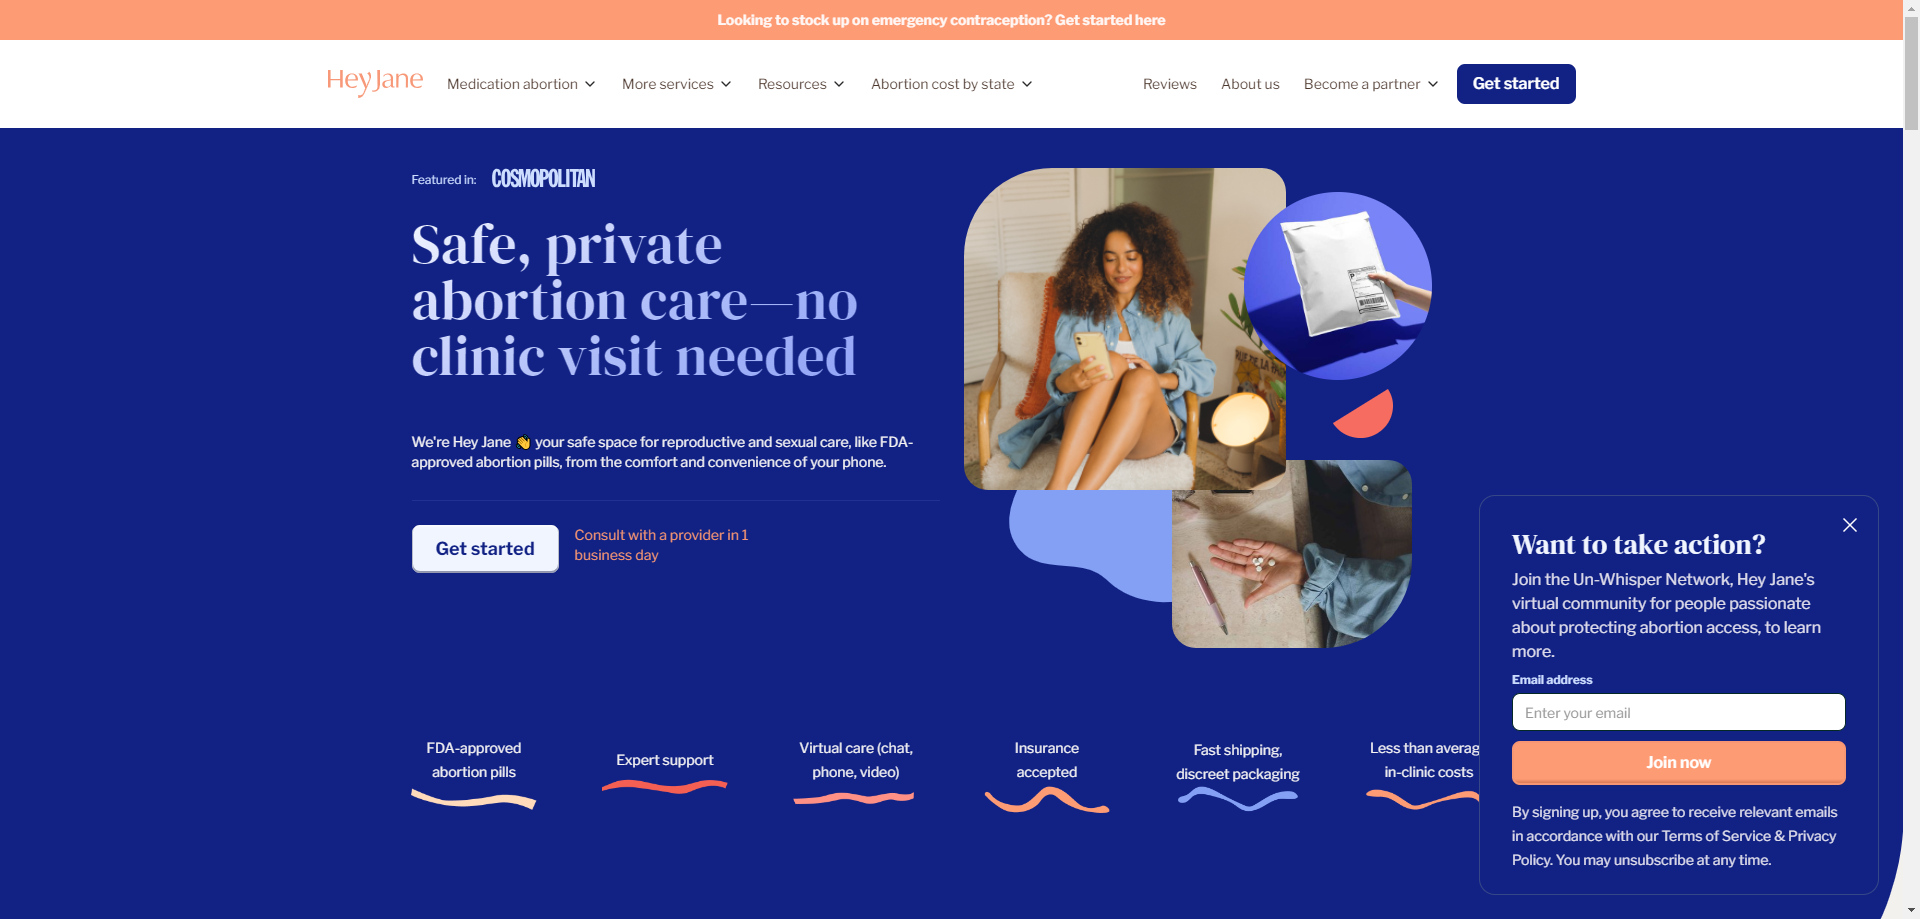 Looking to stock up on emergency contraception? Get started here
HeyJane
Medication abortion
More services
Resources
Abortion cost by state
Reviews
About us
Become a partner
Get started
Featured in:
COSMOPOLITAN
Safe, private
abortion care—no
clinic visit needed
We're Hey Jane 👋 your safe space for reproductive and sexual care, like FDA-
approved abortion pills, from the comfort and convenience of your phone.
Get started
Consult with a provider in 1
business day
FDA-approved
abortion pills
Expert support
Virtual care (chat,
phone, video)
Insurance
accepted
Fast shipping,
discreet packaging
Less than averag
in-clinic costs
Want to take action?
Join the Un-Whisper Network, Hey Jane's
virtual community for people passionate
about protecting abortion access, to learn
more.
Email address
Enter your email
Join now
By signing up, you agree to receive relevant emails
in accordance with our Terms of Service & Privacy
Policy. You may unsubscribe at any time.